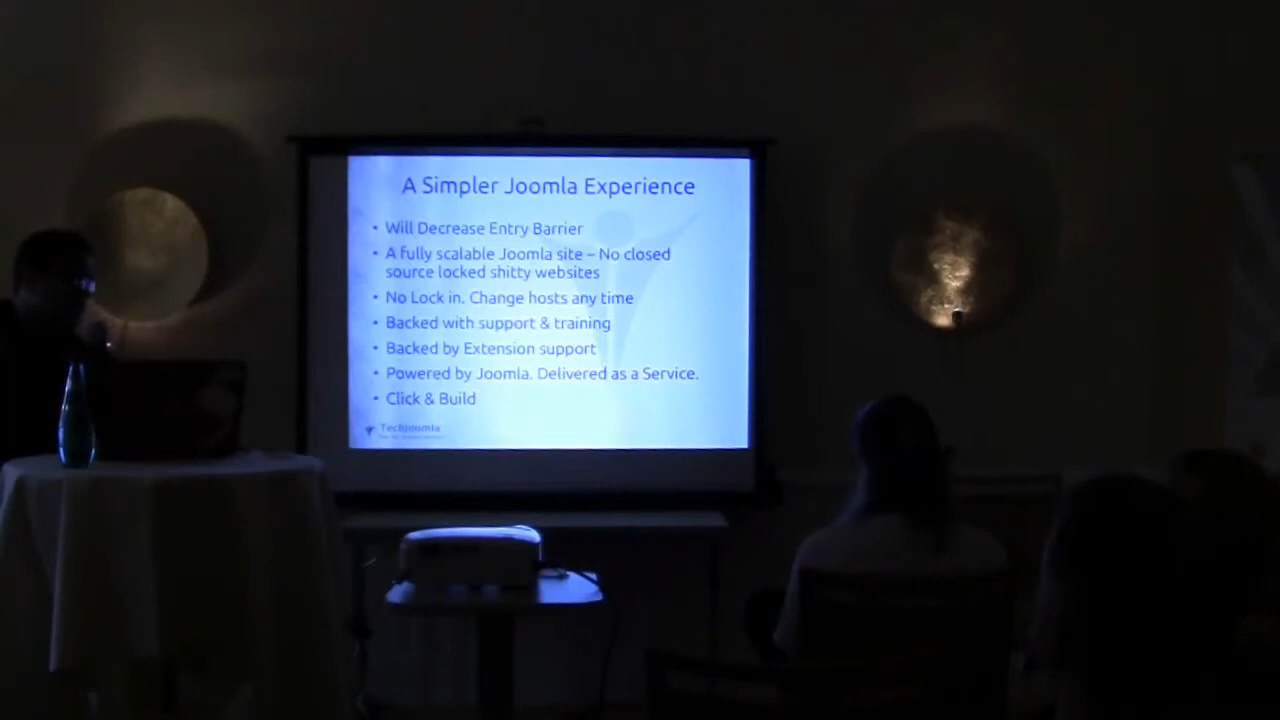 A Simpler Joomla Experience
• Will Decrease Entry Barrier
• A fully scalable Joomla site – No closed
source locked shitty websites
• No Lock in. Change hosts any time
• Backed with support & training
• Backed by Extension support
• Powered by Joomla. Delivered as a Service.
• Click & Build
Techjoomla